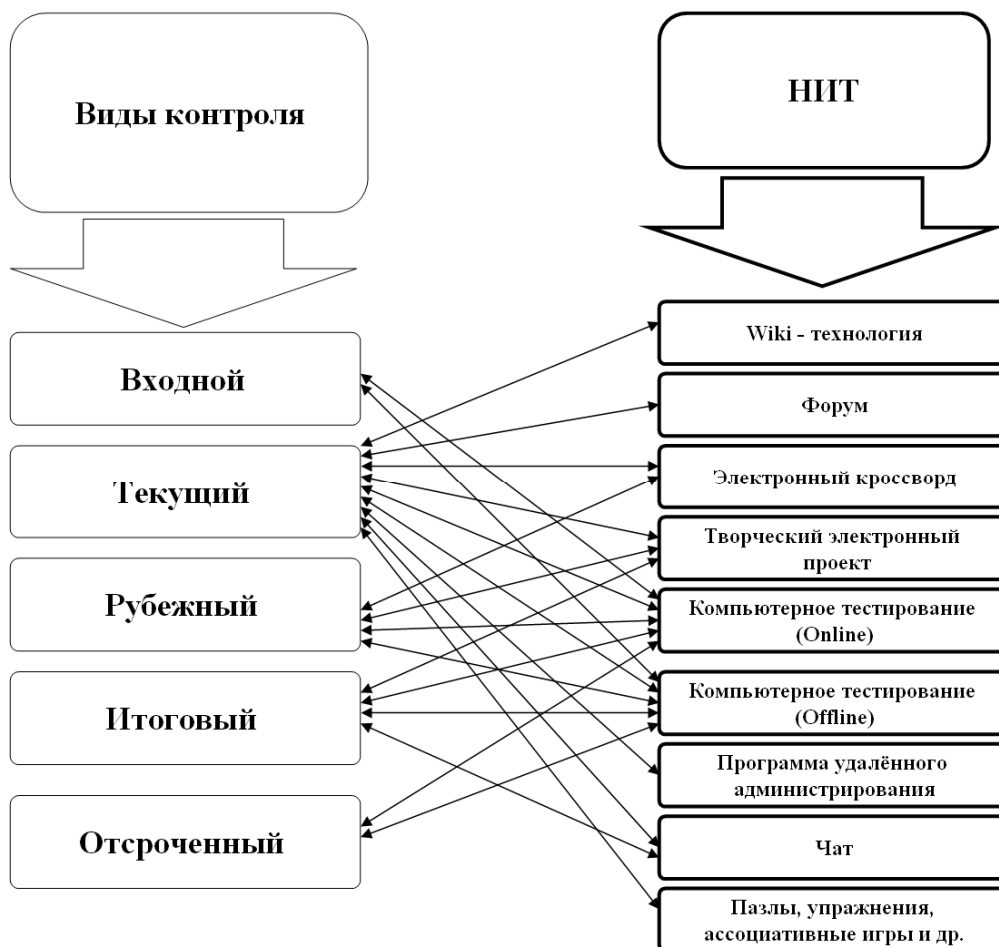 Виды контроля
НИТ
Входной
Текущий
Рубежный
Итоговый
Отсроченный
Wiki - технология
Форум
Электронный кроссворд
Творческий электронный
проект
Компьютерное тестирование
(Online)
Компьютерное тестирование
(Offline)
Программа удалённого
администрирования
Чат
Пазлы, упражнения,
ассоциативные игры и др.